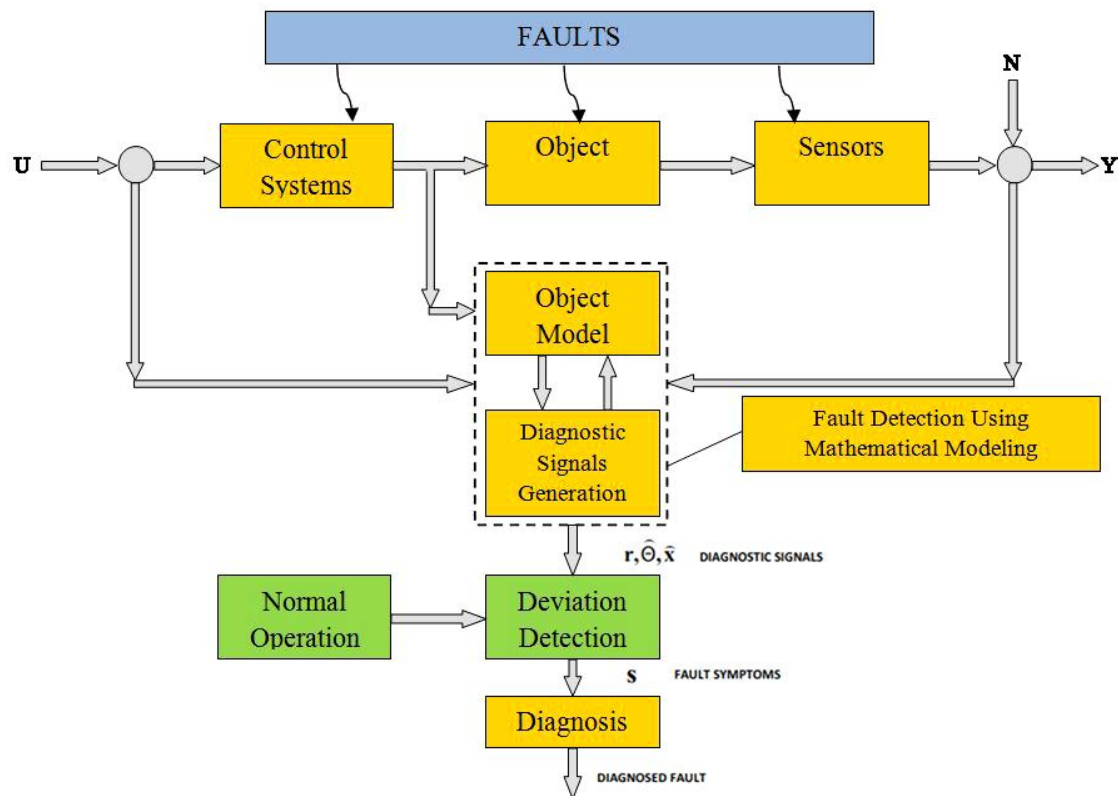 FAULTS
N
U
Control
Systems
Object
Sensors
Y
Object
Model
Diagnostic
Signals
Generation
Fault Detection Using
Mathematical Modeling
r, Θ̂, x̂ DIAGNOSTIC SIGNALS
Normal
Operation
Deviation
Detection
s FAULT SYMPTOMS
Diagnosis
DIAGNOSED FAULT